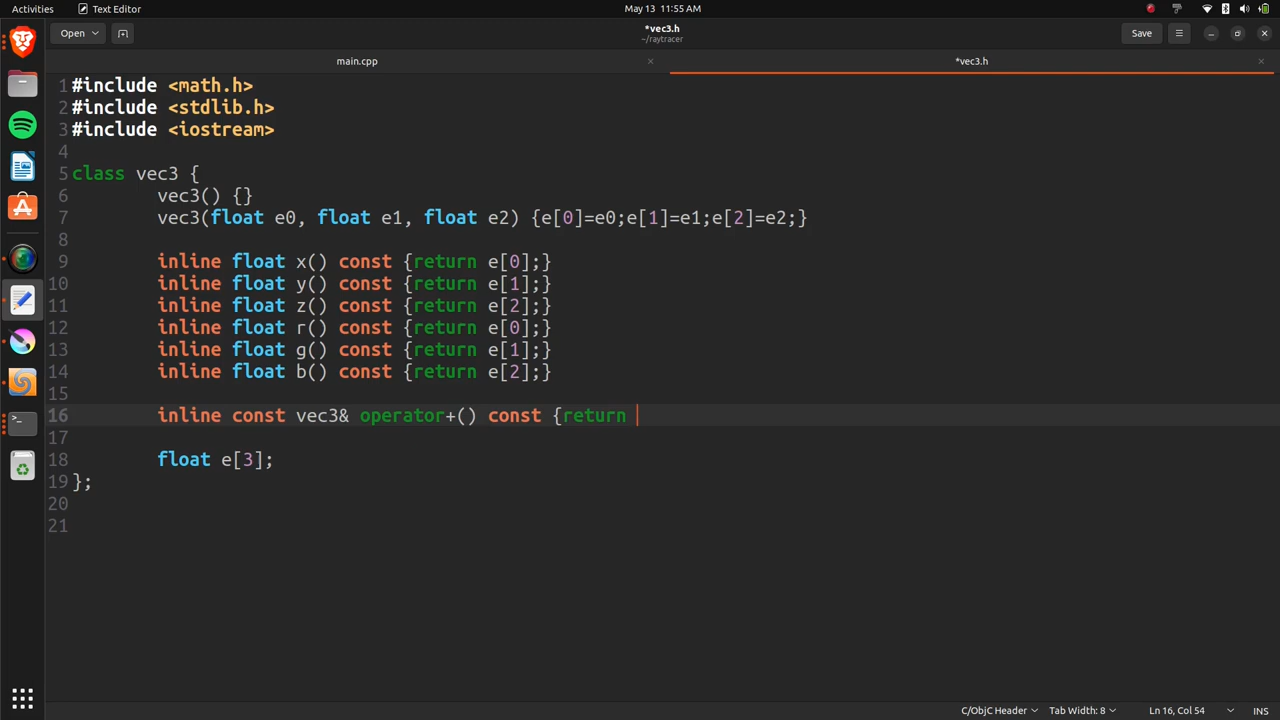 Activities Text Editor May 13 11:55 AM
Open *vec3.h Save
~/raytracer
main.cpp *vec3.h
1 #include <math.h>
2 #include <stdlib.h>
3 #include <iostream>
4
5 class vec3 {
6 vec3() {}
7 vec3(float e0, float e1, float e2) {e[0]=e0;e[1]=e1;e[2]=e2;}
8
9 inline float x() const {return e[0];}
10 inline float y() const {return e[1];}
11 inline float z() const {return e[2];}
12 inline float r() const {return e[0];}
13 inline float g() const {return e[1];}
14 inline float b() const {return e[2];}
15
16 inline const vec3& operator+() const {return
17
18 float e[3];
19 };
20
21
C/ObjC Header Tab Width: 8 Ln 16, Col 54 INS